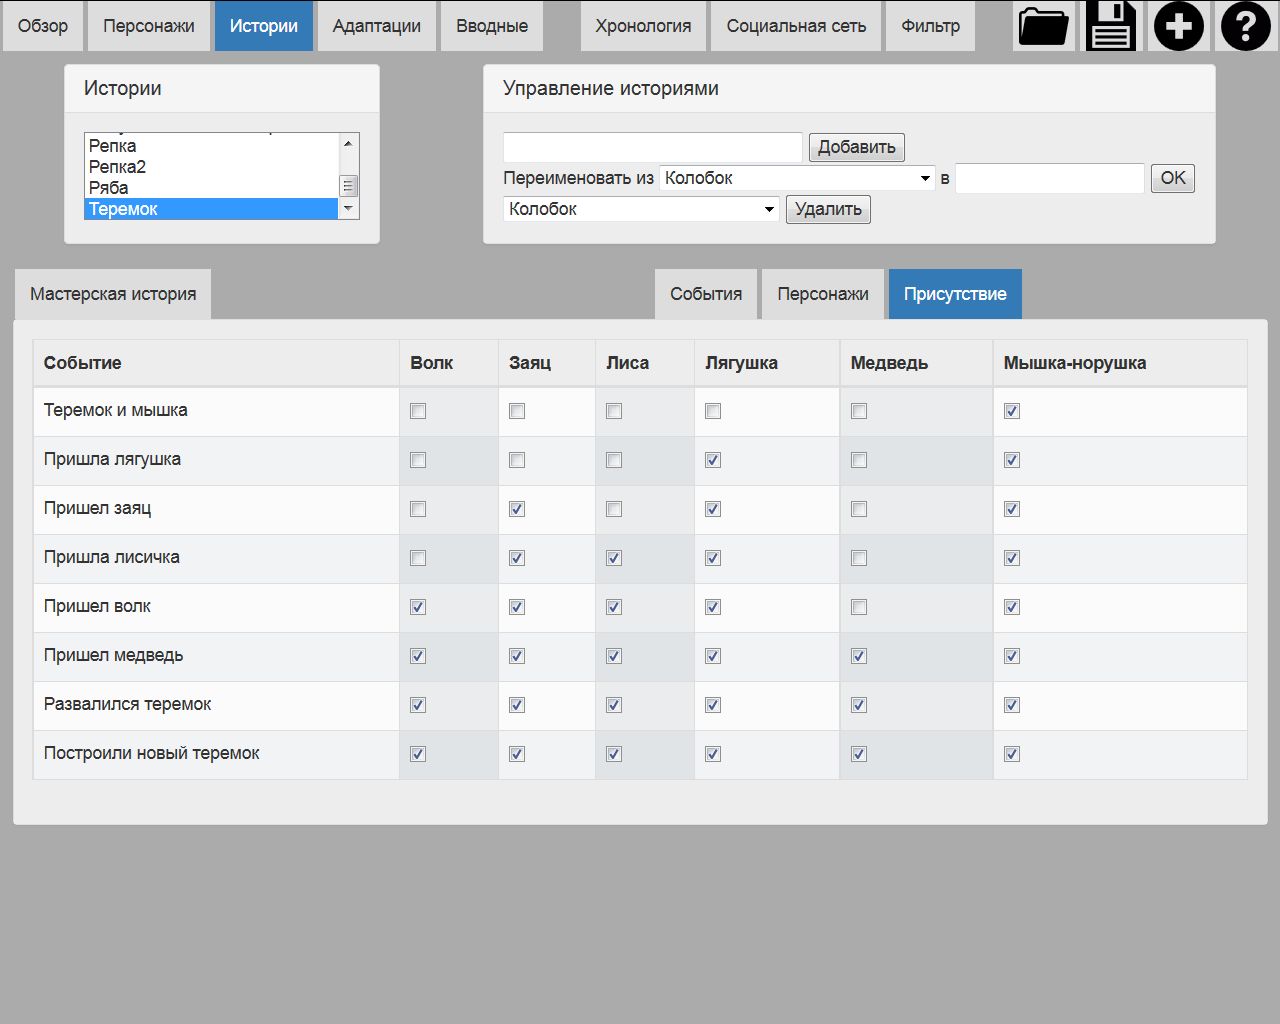 Обзор Персонажи Истории Адаптации Вводные Хронология Социальная сеть Фильтр
Истории
Репка
Репка2
Ряба
Теремок
Управление историями
Добавить
Переименовать из Колобок в OK
Колобок Удалить
Мастерская история События Персонажи Присутствие
Событие Волк Заяц Лиса Лягушка Медведь Мышка-норушка
Теремок и мышка
Пришла лягушка
Пришел заяц
Пришла лисичка
Пришел волк
Пришел медведь
Развалился теремок
Построили новый теремок